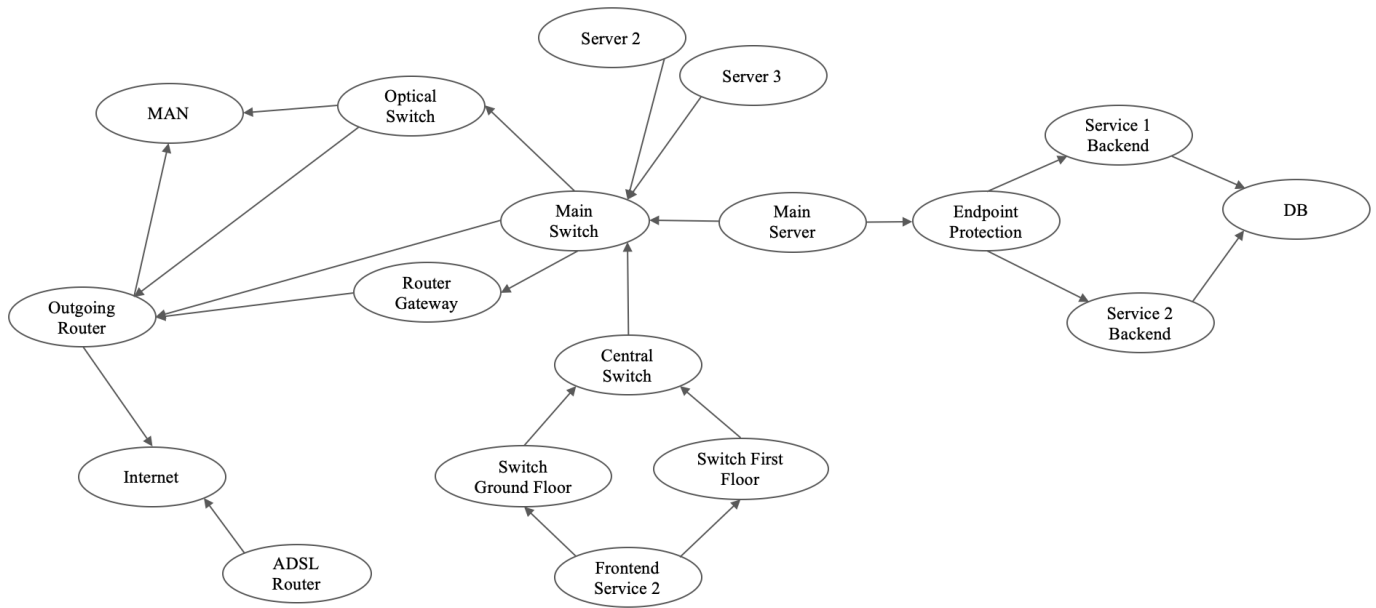 Server 2
Server 3
MAN
Optical
Switch
Service 1
Backend
Main
Switch
Main
Server
Endpoint
Protection
DB
Router
Gateway
Outgoing
Router
Service 2
Backend
Central
Switch
Internet
Switch
Ground Floor
Switch First
Floor
ADSL
Router
Frontend
Service 2